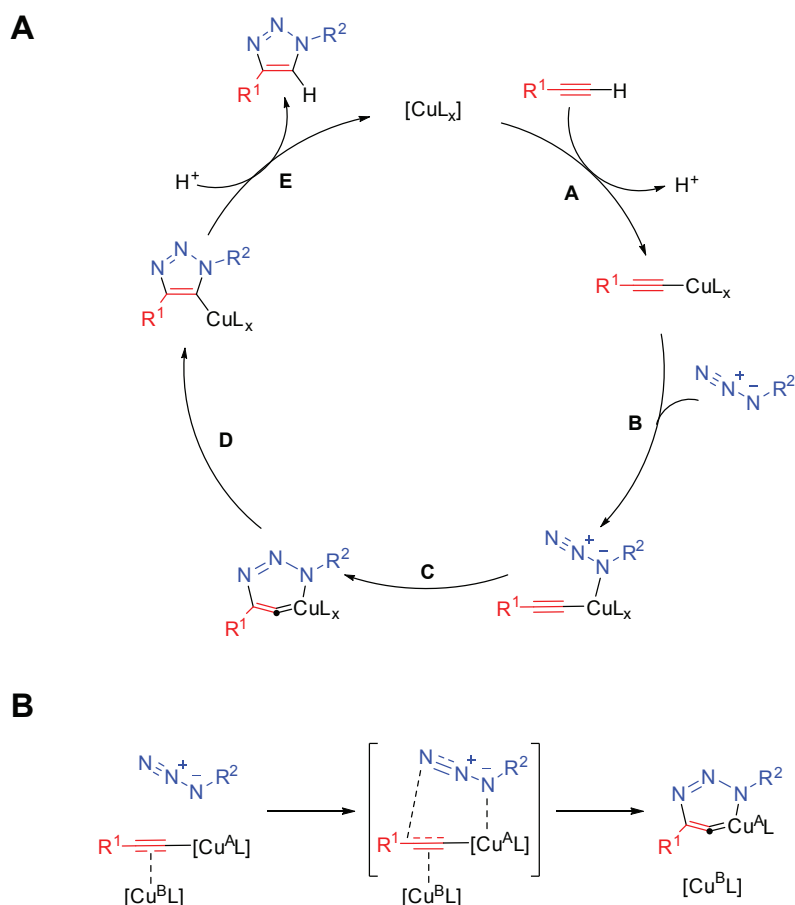 A
N
N
N
R²
R¹
H
[CuLₓ]
R¹
H
H⁺
E
A
H⁺
N
N
N
R²
R¹
CuLₓ
R¹
CuLₓ
N
N
+
N
−
R²
B
D
N
N
+
N
−
R²
R¹
CuLₓ
C
N
N
N
R²
R¹
CuLₓ
B
N
N
+
N
−
R²
R¹
[CuᴬL]
[CuᴮL]
N
N
+
N
−
R²
R¹
[CuᴬL]
[CuᴮL]
N
N
N
R²
R¹
CuᴬL
[CuᴮL]